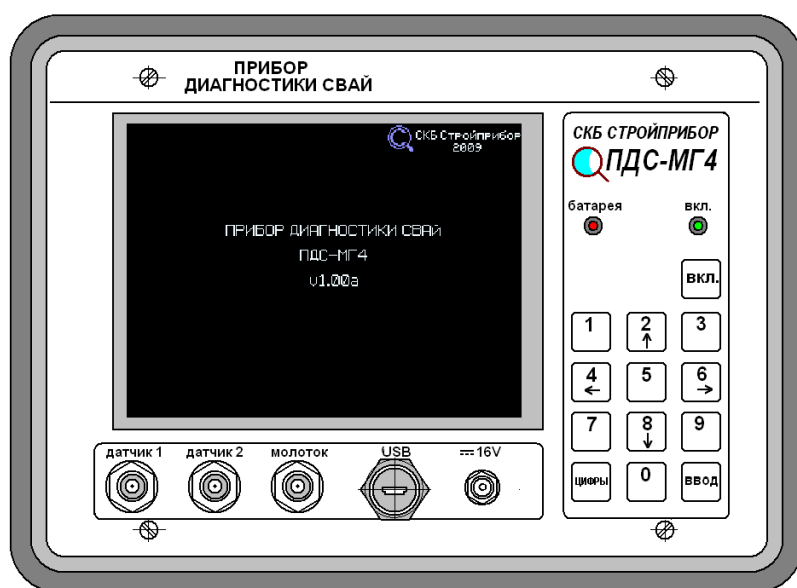 ПРИБОР
ДИАГНОСТИКИ СВАЙ
СКБ Стройприбор
2009
ПРИБОР ДИАГНОСТИКИ СВАЙ
ПДС-МГ4
v1.00a
СКБ СТРОЙПРИБОР
ПДС-МГ4
батарея вкл.
ВКЛ.
1 2 3
4 5 6
7 8 9
ЦИФРЫ 0 ВВОД
датчик 1 датчик 2 молоток USB 16V